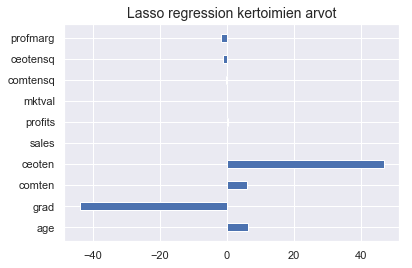 Lasso regression kertoimien arvot
profmarg
ceotensq
comtensq
mktval
profits
sales
ceoten
comten
grad
age
−40 −20 0 20 40